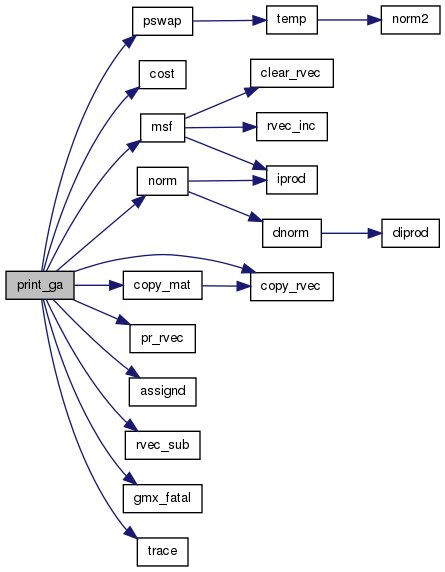 pswap
temp
norm2
cost
clear_rvec
msf
rvec_inc
norm
iprod
dnorm
diprod
print_ga
copy_mat
copy_rvec
pr_rvec
assignd
rvec_sub
gmx_fatal
trace